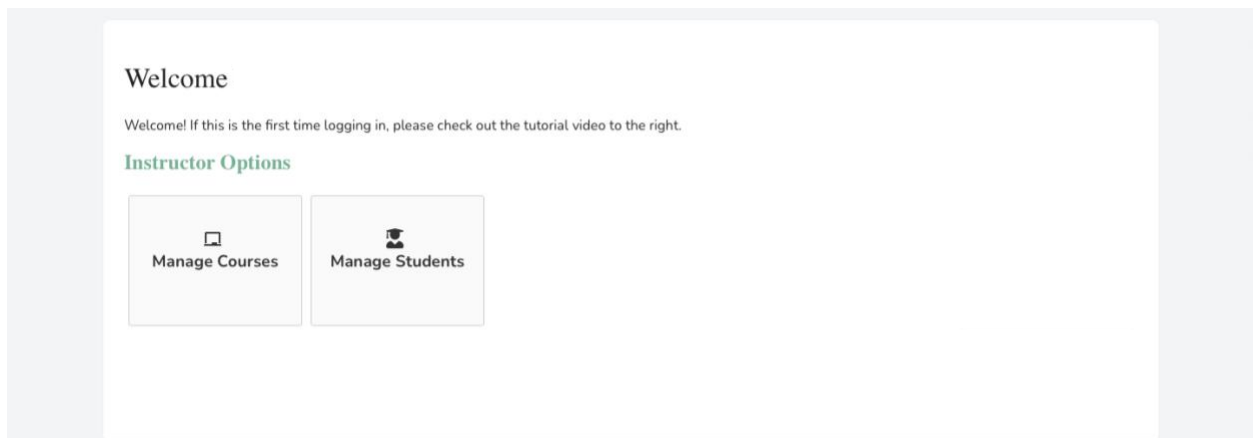 Welcome
Welcome! If this is the first time logging in, please check out the tutorial video to the right.
Instructor Options
Manage Courses
Manage Students